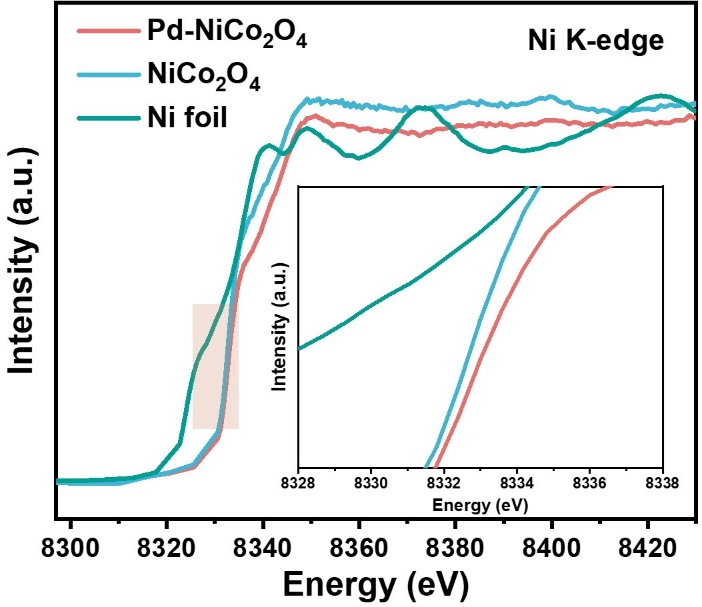 Pd-NiCo₂O₄
NiCo₂O₄
Ni foil
Ni K-edge
Intensity (a.u.)
Intensity (a.u.)
8328 8330 8332 8334 8336 8338
Energy (eV)
8300 8320 8340 8360 8380 8400 8420
Energy (eV)